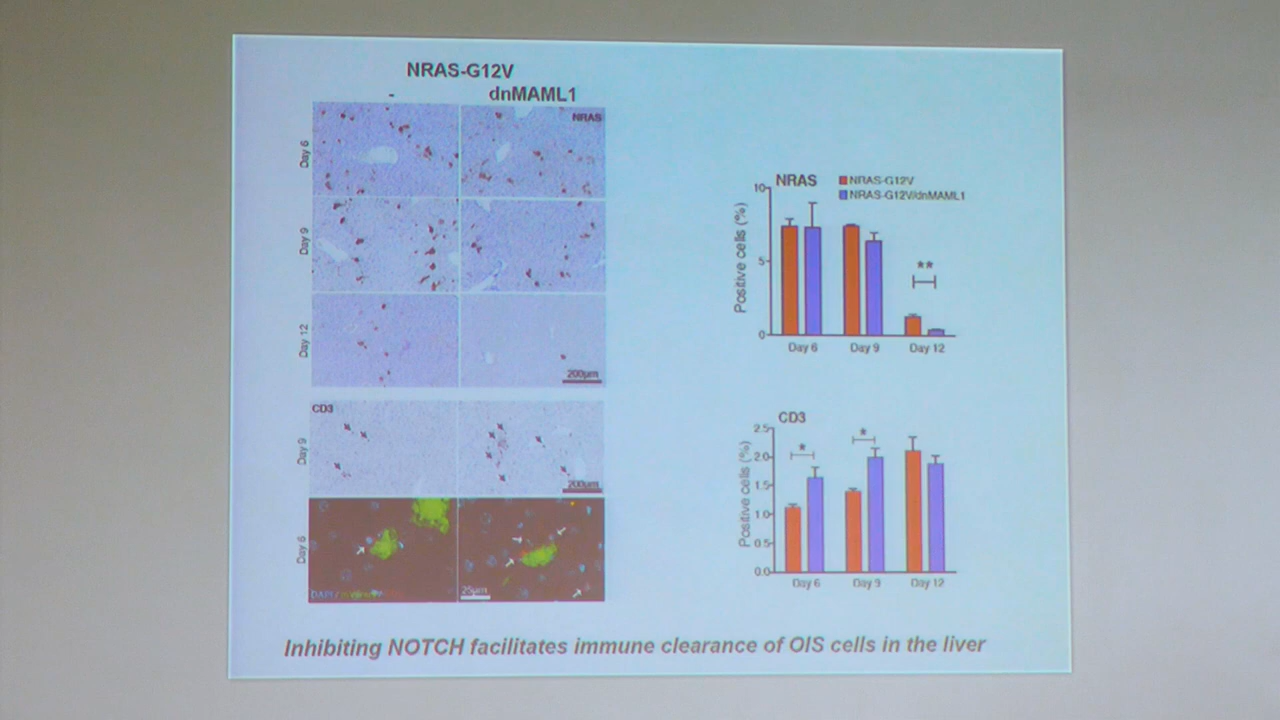 NRAS-G12V
- dnMAML1
NRAS
Day 6
Day 9
Day 12
200µm
CD3
Day 9
200µm
Day 6
DAPI/
25µm
NRAS
NRAS-G12V
NRAS-G12V/dnMAML1
Positive cells (%)
10
5
0
**
Day 6 Day 9 Day 12
CD3
Positive cells (%)
2.5
2.0
1.5
1.0
0.5
0.0
* *
Day 6 Day 9 Day 12
Inhibiting NOTCH facilitates immune clearance of OIS cells in the liver